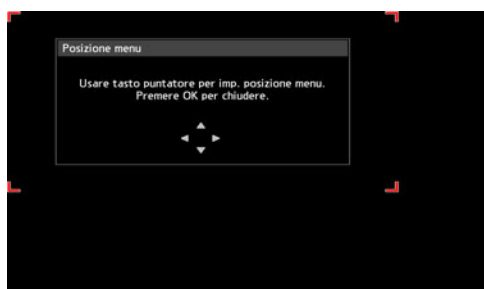 Posizione menu
Usare tasto puntatore per imp. posizione menu.
Premere OK per chiudere.